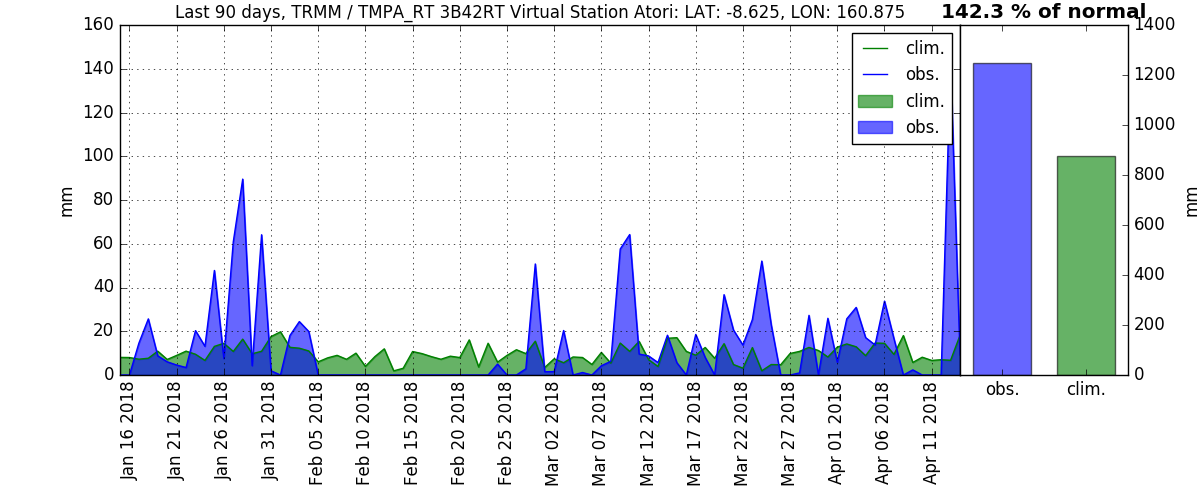 Last 90 days, TRMM / TMPA_RT 3B42RT Virtual Station Atori: LAT: -8.625, LON: 160.875
142.3 % of normal
160
140
120
100
80
60
40
20
0
mm
clim.
obs.
clim.
obs.
1400
1200
1000
800
600
400
200
0
mm
Jan 16 2018
Jan 21 2018
Jan 26 2018
Jan 31 2018
Feb 05 2018
Feb 10 2018
Feb 15 2018
Feb 20 2018
Feb 25 2018
Mar 02 2018
Mar 07 2018
Mar 12 2018
Mar 17 2018
Mar 22 2018
Mar 27 2018
Apr 01 2018
Apr 06 2018
Apr 11 2018
obs.
clim.